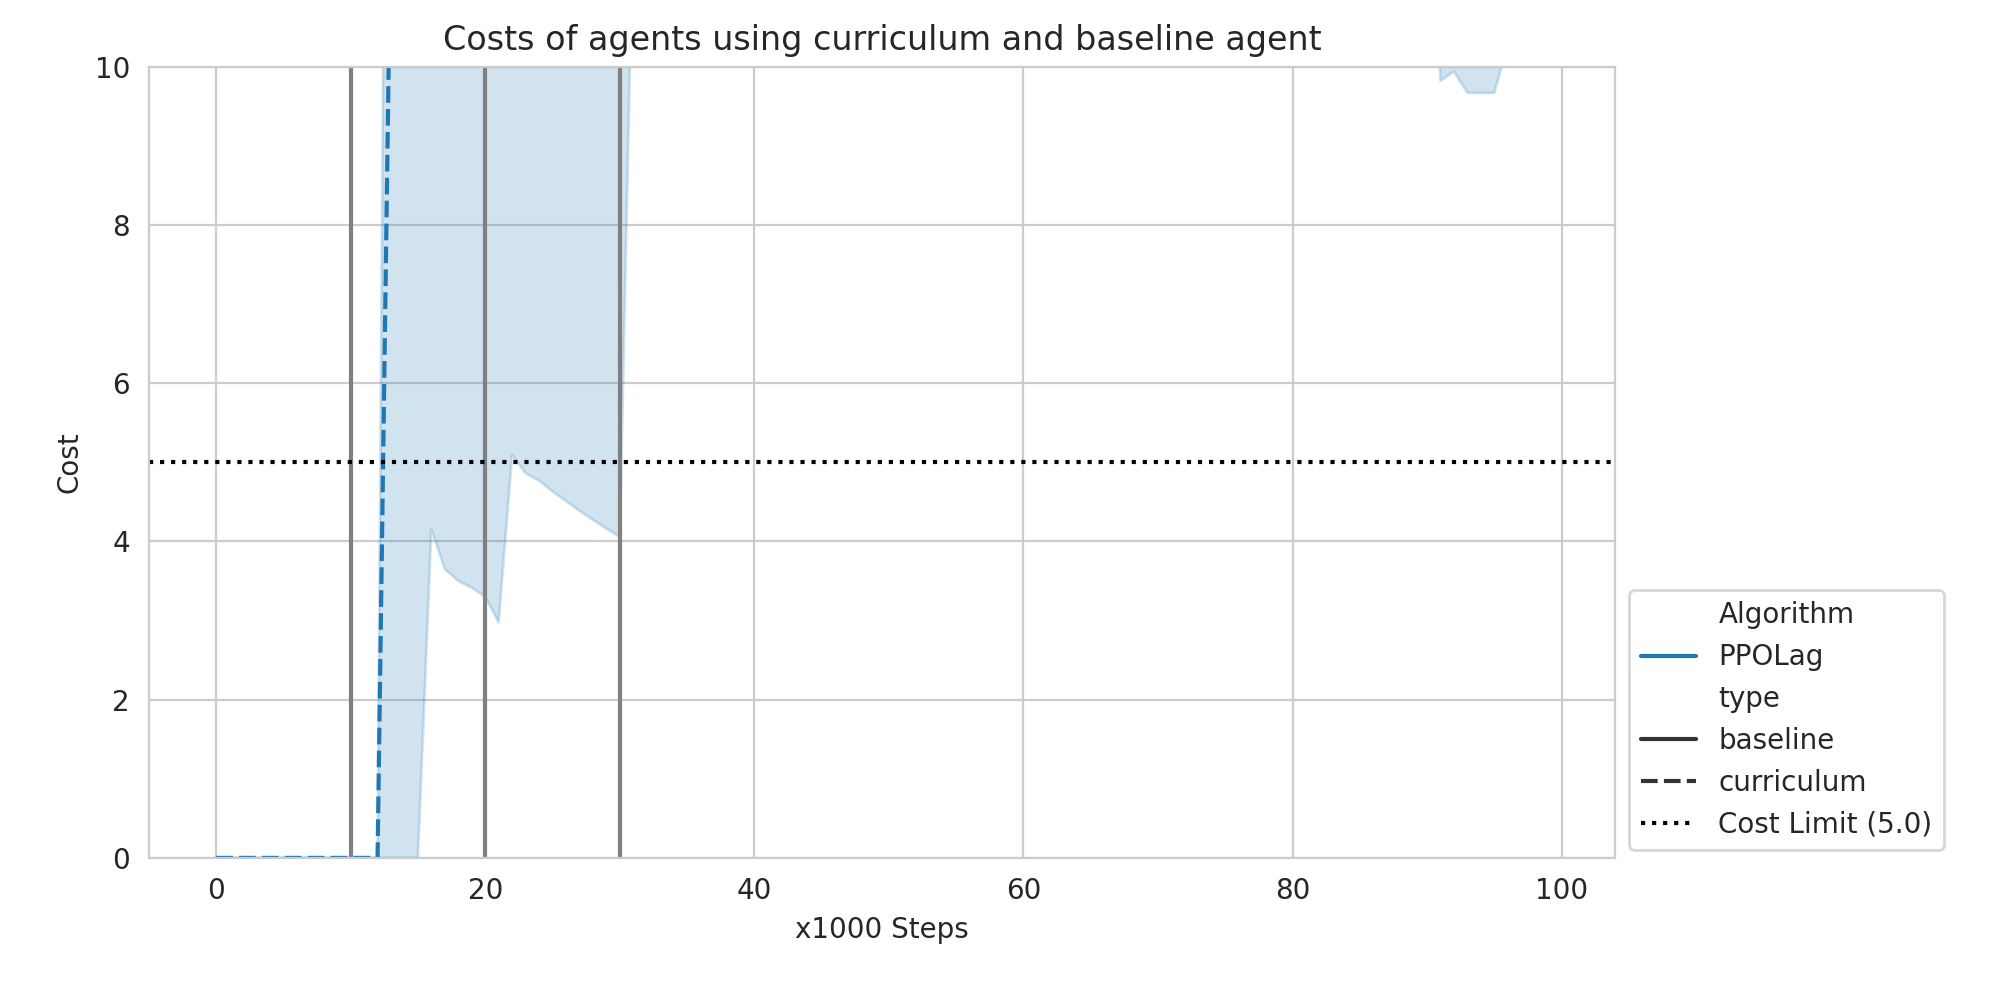 Costs of agents using curriculum and baseline agent
10
8
6
4
2
0
Cost
0 20 40 60 80 100
x1000 Steps
Algorithm
PPOLag
type
baseline
curriculum
Cost Limit (5.0)